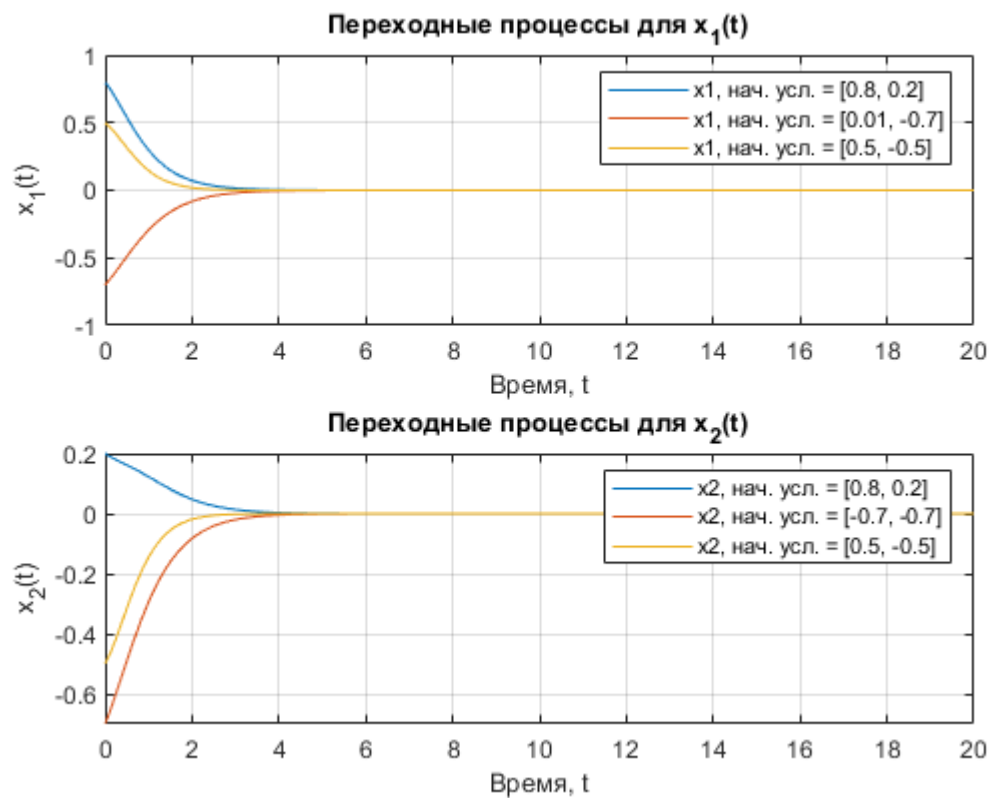 Переходные процессы для x₁(t)
1
0.5
0
-0.5
-1
x₁(t)
x1, нач. усл. = [0.8, 0.2]
x1, нач. усл. = [0.01, -0.7]
x1, нач. усл. = [0.5, -0.5]
0 2 4 6 8 10 12 14 16 18 20
Время, t
Переходные процессы для x₂(t)
0.2
0
-0.2
-0.4
-0.6
x₂(t)
x2, нач. усл. = [0.8, 0.2]
x2, нач. усл. = [-0.7, -0.7]
x2, нач. усл. = [0.5, -0.5]
0 2 4 6 8 10 12 14 16 18 20
Время, t